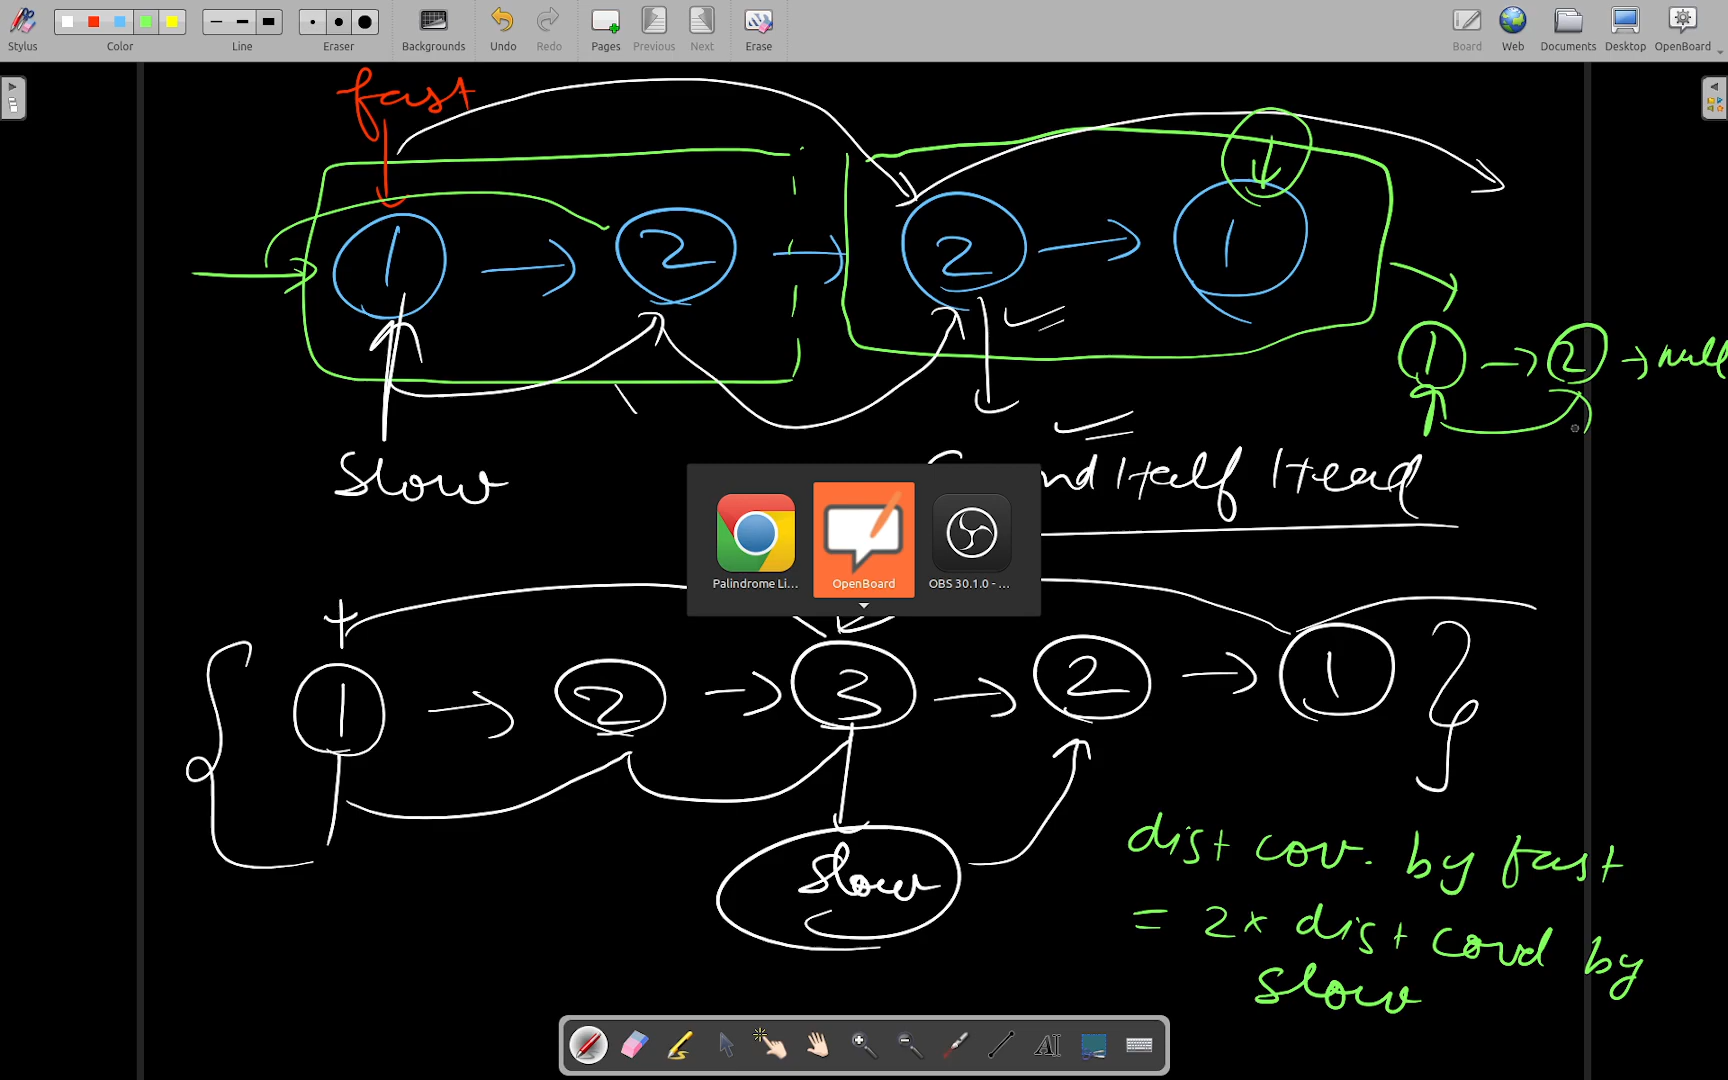 Stylus Color Line Eraser Backgrounds Undo Redo Pages Previous Next Erase Board Web Documents Desktop OpenBoard
fast
1 → 2 → 2 → 1
1 → 2 → null
slow
Half Head
Palindrome Li... OpenBoard OBS 30.1.0 - ...
1 → 2 → 3 → 2 → 1
slow
dist cov. by fast
= 2x dist covd by
slow
AI